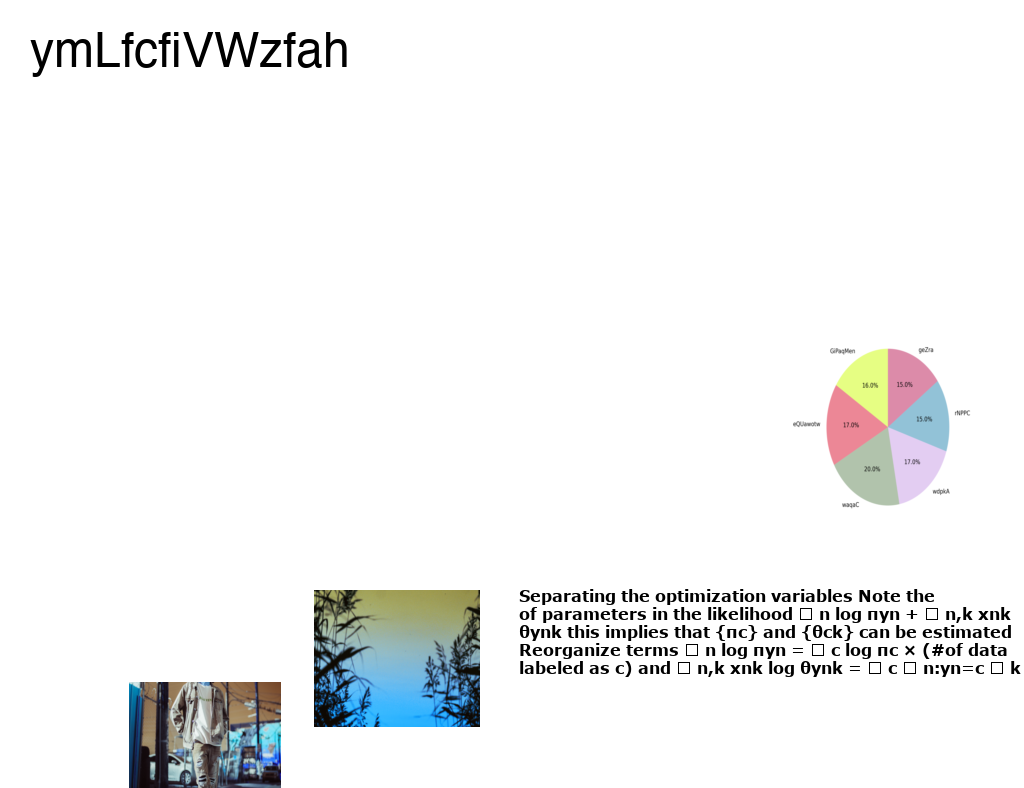 ymLfcfiVWzfah
GlPaqMen
geZra
16.0%
15.0%
eQUawotw
17.0%
15.0%
rNPPC
20.0%
17.0%
waqaC
wdpkA
Separating the optimization variables Note the
of parameters in the likelihood □ n log πyn + □ n,k xnk
θynk this implies that {πc} and {θck} can be estimated
Reorganize terms □ n log πyn = □ c log πc × (#of data
labeled as c) and □ n,k xnk log θynk = □ c □ n:yn=c □ k